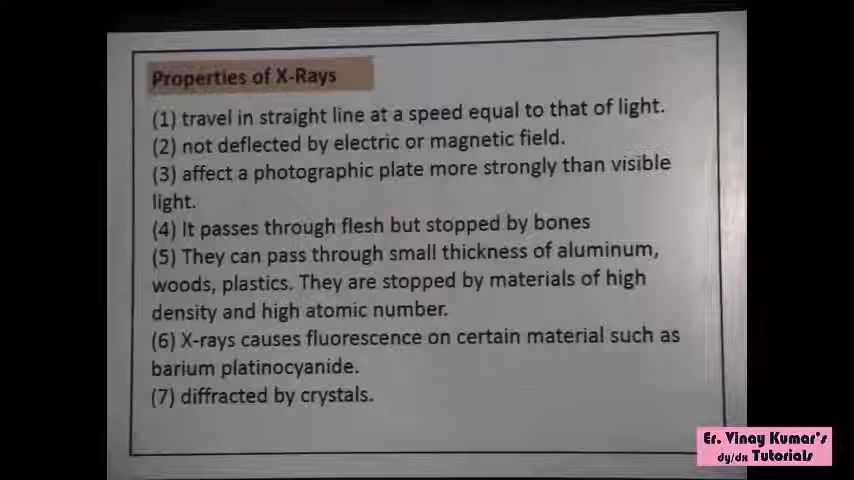 Properties of X-Rays
(1) travel in straight line at a speed equal to that of light.
(2) not deflected by electric or magnetic field.
(3) affect a photographic plate more strongly than visible
light.
(4) It passes through flesh but stopped by bones
(5) They can pass through small thickness of aluminum,
woods, plastics. They are stopped by materials of high
density and high atomic number.
(6) X-rays causes fluorescence on certain material such as
barium platinocyanide.
(7) diffracted by crystals.
Er. Vinay Kumar's
dy/dx Tutorials